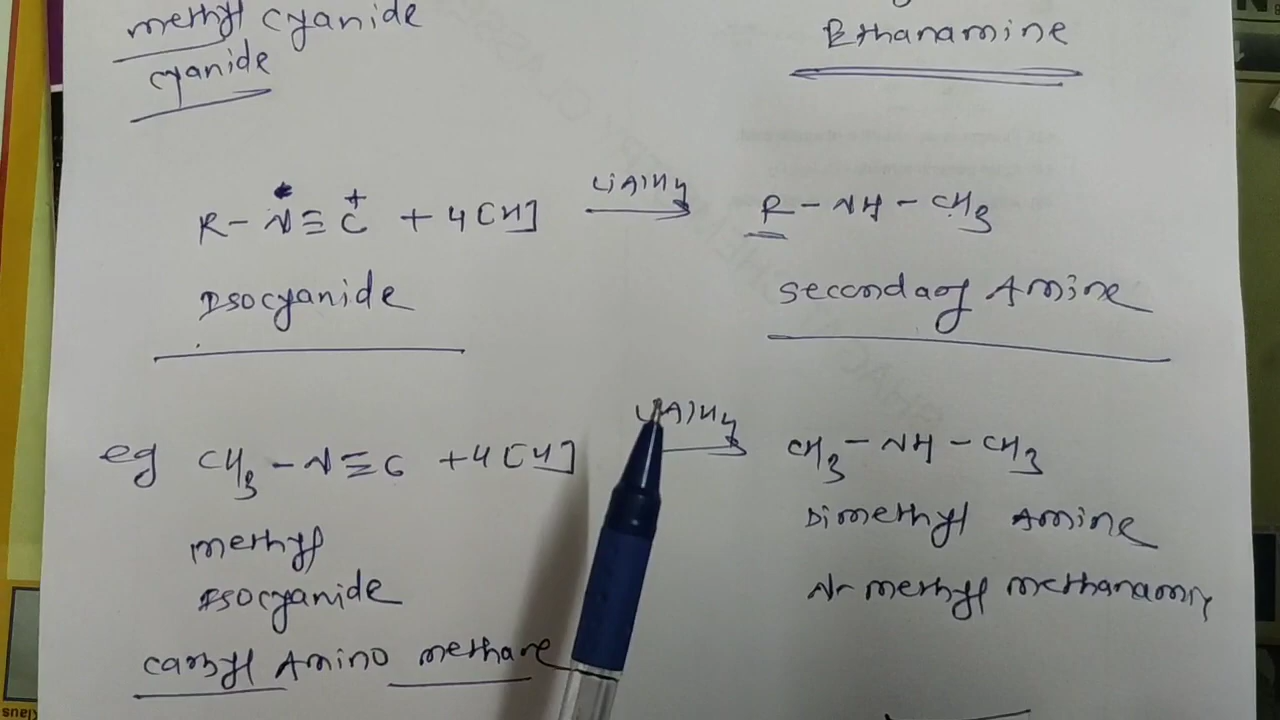 methyl cyanide
Ethanamine
cyanide
R-N≡C⁺ + 4[H] LiAlH4 → R-NH-CH3
Isocyanide
Secondary Amine
eg CH3-N≡C +4[H] LiAlH4 → CH3-NH-CH3
methyl
Isocyanide
Dimethyl Amine
N-methyl methanamin
carbyl Amino methane